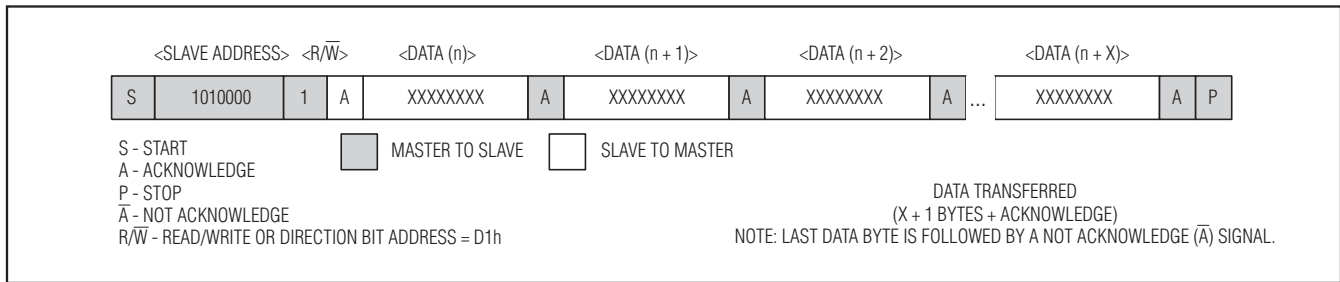 <SLAVE ADDRESS> <R/W̅> <DATA (n)> <DATA (n + 1)> <DATA (n + 2)> <DATA (n + X)>
S 1010000 1 A XXXXXXXX A XXXXXXXX A XXXXXXXX A ... XXXXXXXX A P
S - START
A - ACKNOWLEDGE
P - STOP
A̅ - NOT ACKNOWLEDGE
R/W̅ - READ/WRITE OR DIRECTION BIT ADDRESS = D1h
MASTER TO SLAVE
SLAVE TO MASTER
DATA TRANSFERRED
(X + 1 BYTES + ACKNOWLEDGE)
NOTE: LAST DATA BYTE IS FOLLOWED BY A NOT ACKNOWLEDGE (A̅) SIGNAL.